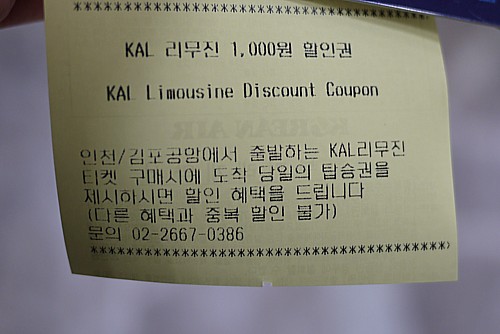 ************************************
KAL 리무진 1,000원 할인권
KAL Limousine Discount Coupon
인천/김포공항에서 출발하는 KAL리무진
티켓 구매시에 도착 당일의 탑승권을
제시하시면 할인 혜택을 드립니다
(다른 혜택과 중복 할인 불가)
문의 02-2667-0386
************************************